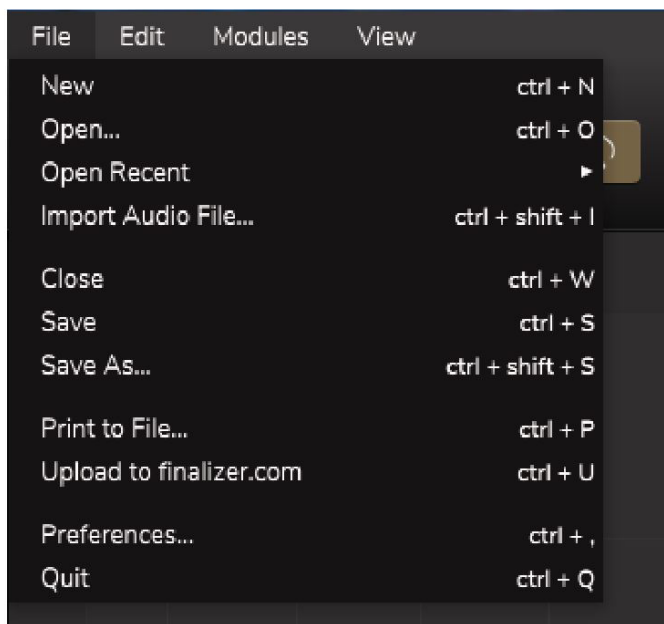 File Edit Modules View
New ctrl + N
Open... ctrl + O
Open Recent ►
Import Audio File... ctrl + shift + I
Close ctrl + W
Save ctrl + S
Save As... ctrl + shift + S
Print to File... ctrl + P
Upload to finalizer.com ctrl + U
Preferences... ctrl + ,
Quit ctrl + Q